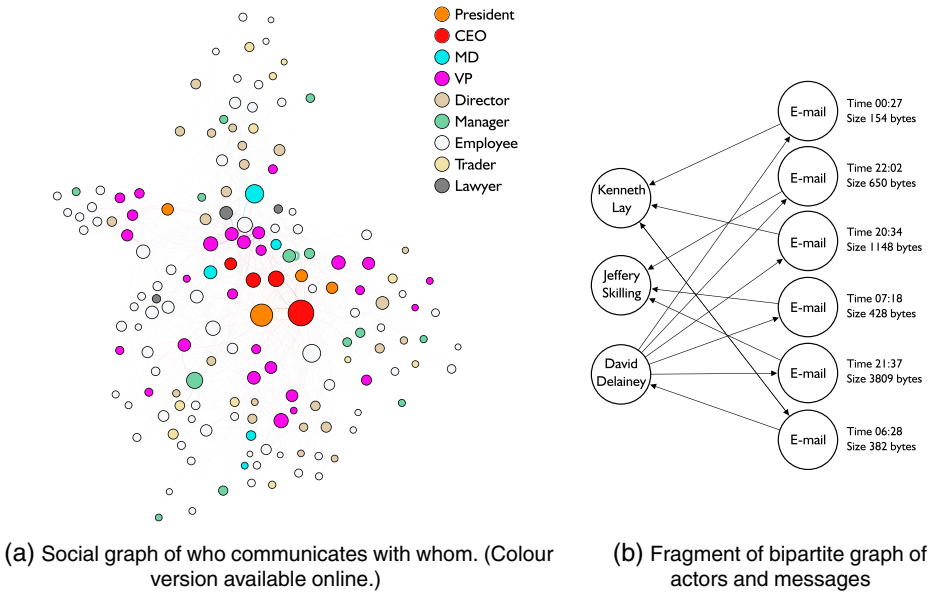 President
CEO
MD
VP
Director
Manager
Employee
Trader
Lawyer
Kenneth
Lay
Jeffery
Skilling
David
Delainey
E-mail
Time 00:27
Size 154 bytes
E-mail
Time 22:02
Size 650 bytes
E-mail
Time 20:34
Size 1148 bytes
E-mail
Time 07:18
Size 428 bytes
E-mail
Time 21:37
Size 3809 bytes
E-mail
Time 06:28
Size 382 bytes
(a) Social graph of who communicates with whom. (Colour
version available online.)
(b) Fragment of bipartite graph of
actors and messages